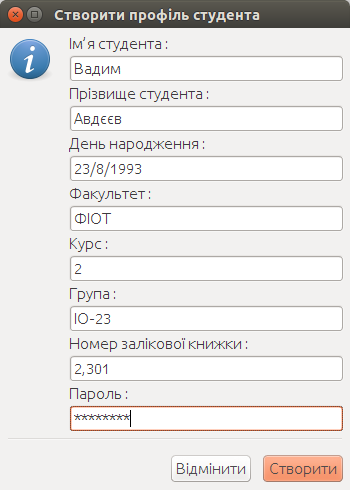 Створити профіль студента
Ім’я студента :
Вадим
Прізвище студента :
Авдєєв
День народження :
23/8/1993
Факультет :
ФІОТ
Курс :
2
Група :
ІО-23
Номер залікової книжки :
2,301
Пароль :
********
Відмінити
Створити